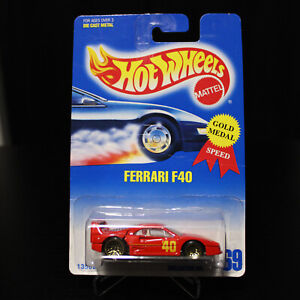 FOR AGES OVER 3
DIE CAST METAL
HOT WHEELS
MATTEL
GOLD
MEDAL
SPEED
FERRARI F40
40
69